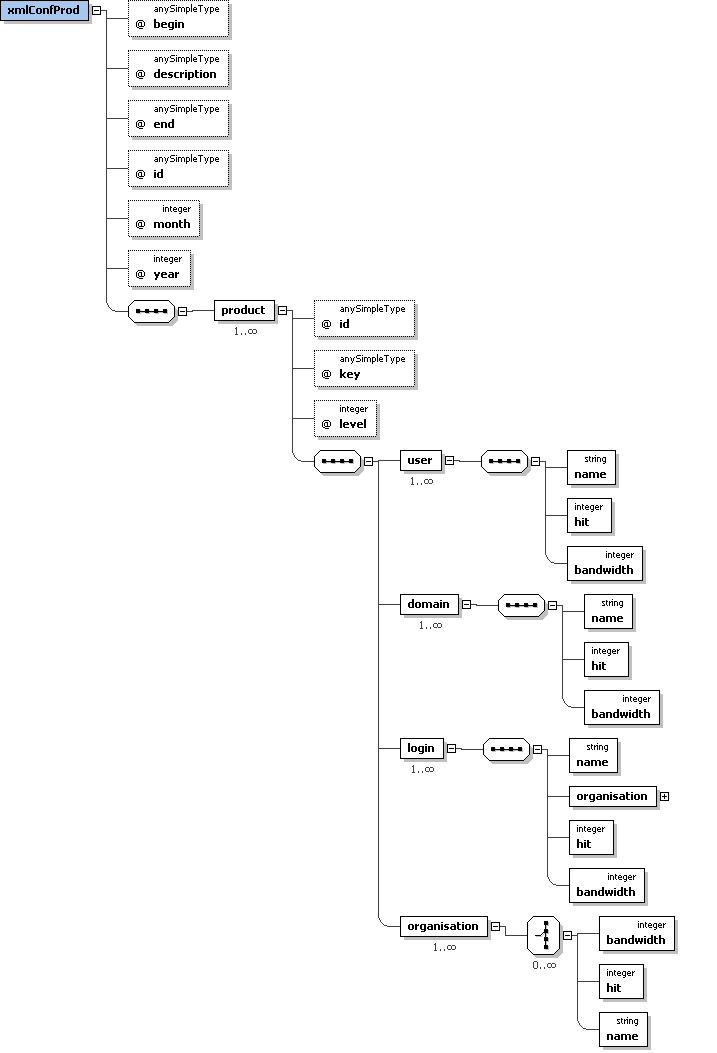 xmlConfProd
anySimpleType
@ begin
anySimpleType
@ description
anySimpleType
@ end
anySimpleType
@ id
integer
@ month
integer
@ year
product
1..∞
anySimpleType
@ id
anySimpleType
@ key
integer
@ level
user
1..∞
string
name
integer
hit
integer
bandwidth
domain
1..∞
string
name
integer
hit
integer
bandwidth
login
1..∞
string
name
organisation
integer
hit
integer
bandwidth
organisation
1..∞
0..∞
integer
bandwidth
integer
hit
string
name